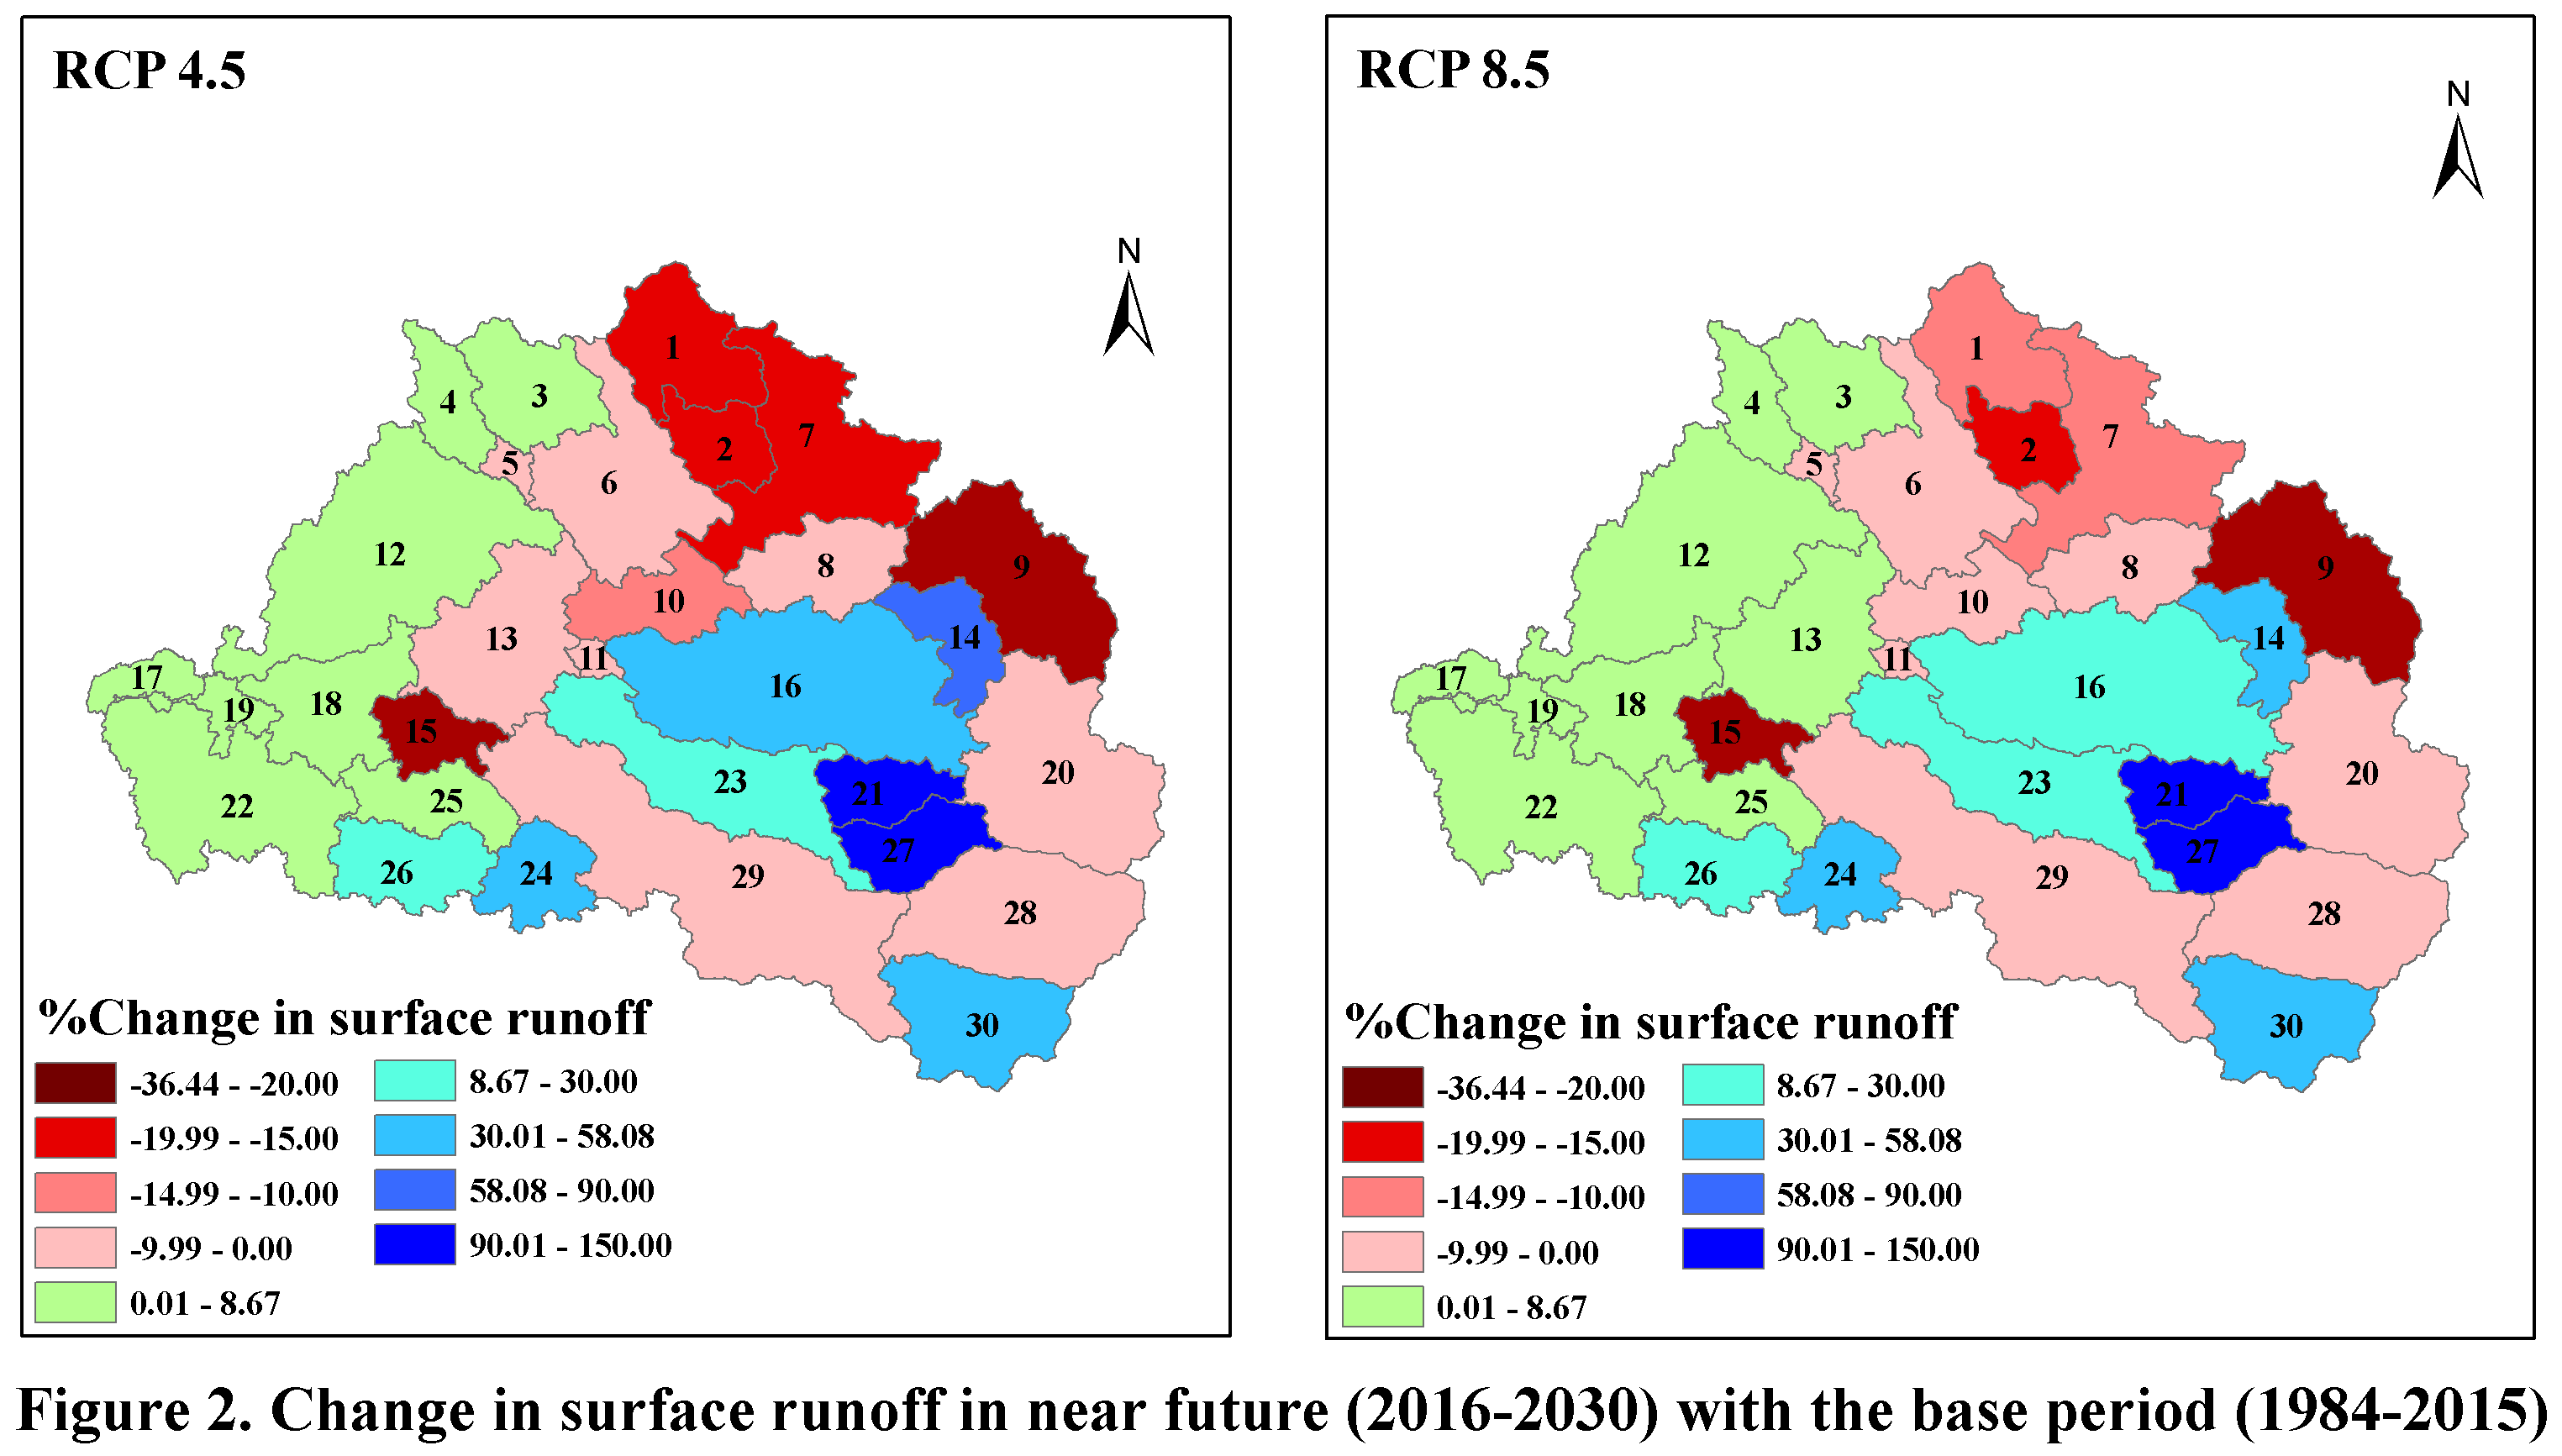 RCP 4.5
N
1
2
3
4
5
6
7
8
9
10
11
12
13
14
15
16
17
18
19
20
21
22
23
24
25
26
27
28
29
30
%Change in surface runoff
-36.44 - -20.00
-19.99 - -15.00
-14.99 - -10.00
-9.99 - 0.00
0.01 - 8.67
8.67 - 30.00
30.01 - 58.08
58.08 - 90.00
90.01 - 150.00
RCP 8.5
N
1
2
3
4
5
6
7
8
9
10
11
12
13
14
15
16
17
18
19
20
21
22
23
24
25
26
27
28
29
30
%Change in surface runoff
-36.44 - -20.00
-19.99 - -15.00
-14.99 - -10.00
-9.99 - 0.00
0.01 - 8.67
8.67 - 30.00
30.01 - 58.08
58.08 - 90.00
90.01 - 150.00
Figure 2. Change in surface runoff in near future (2016-2030) with the base period (1984-2015)